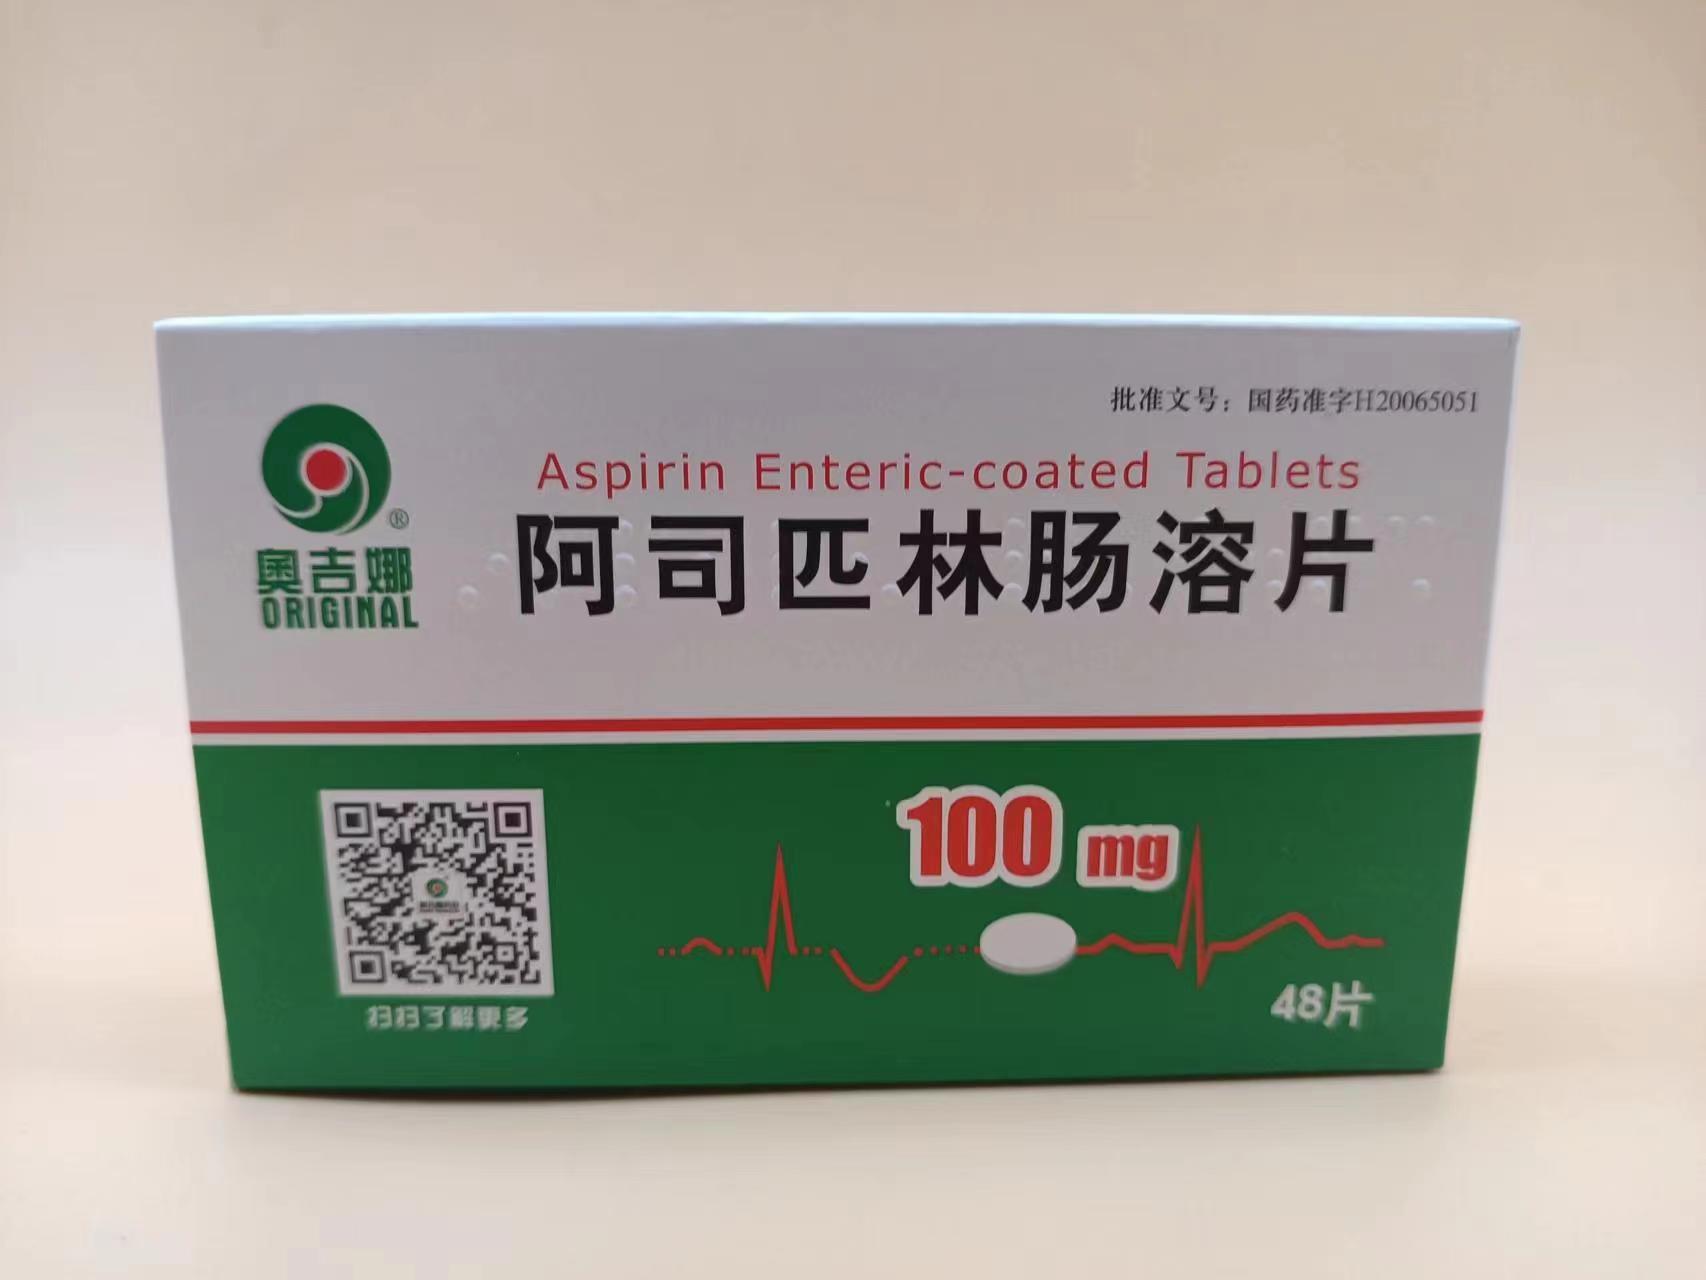 批准文号：国药准字H20065051
Aspirin Enteric-coated Tablets
阿司匹林肠溶片
®
奥吉娜
ORIGINAL
100 mg
48片
扫扫了解更多